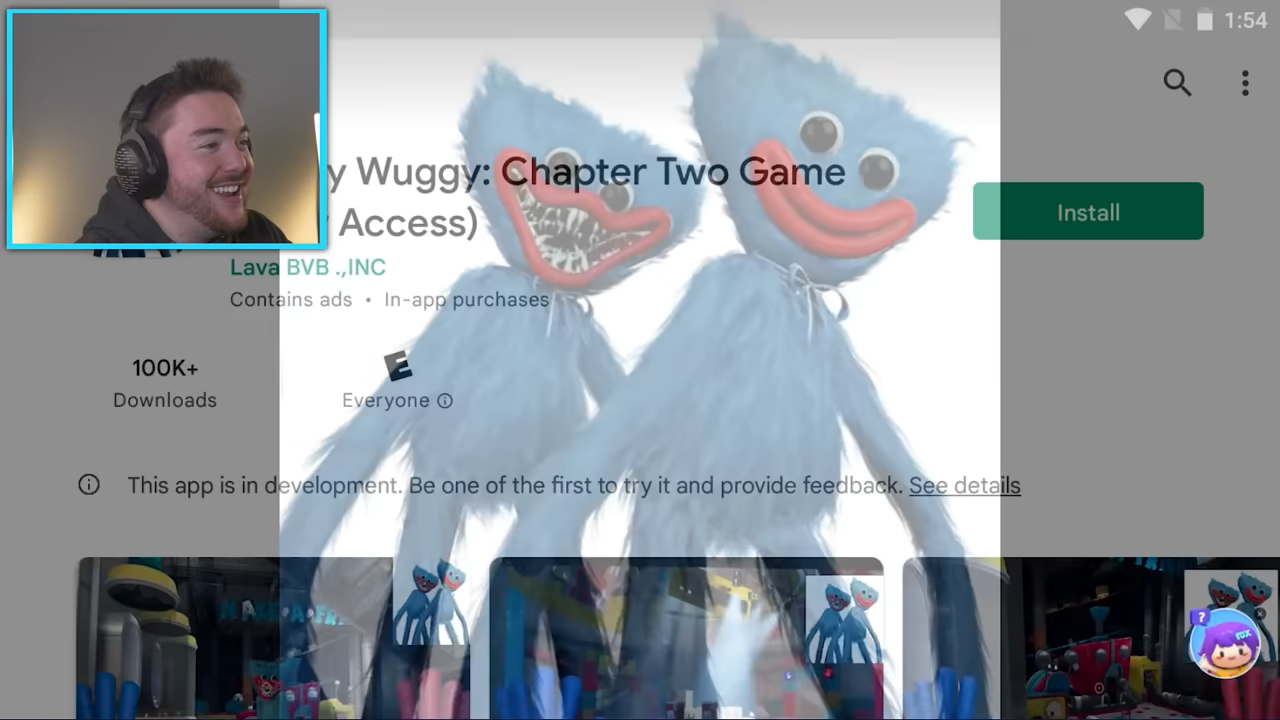 1:54
y Wuggy: Chapter Two Game
Access)
Install
Lava BVB .,INC
Contains ads • In-app purchases
100K+
E
Downloads
Everyone
This app is in development. Be one of the first to try it and provide feedback. See details
?